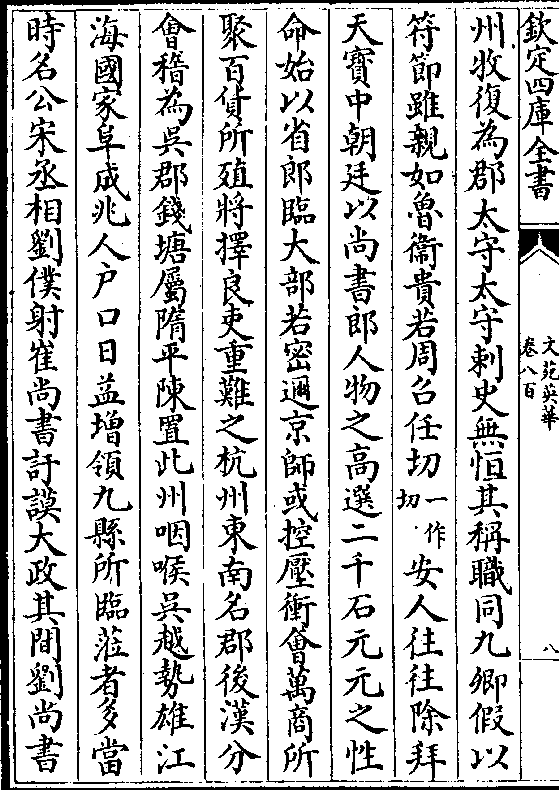 欽定四庫全書
文苑英華
卷八百
八
州牧復為郡太守太守刺史無恒其稱職同九卿假以
符節雖親如魯衞貴若周召任切一作切安人往往除拜
天寳中朝廷以尚書郎人物之高選二千石元元之性
命始以省郎臨大部若密邇京師或控壓衝㑹萬商所
聚百貨所殖將擇良吏重難之杭州東南名郡後漢分
㑹稽為吳郡錢塘屬隋平陳置此州咽喉吳越勢雄江
海國家阜成兆人户口日益增領九縣所臨蒞者多當
時名公宋丞相劉僕射崔尚書訏謨大政其間劉尚書